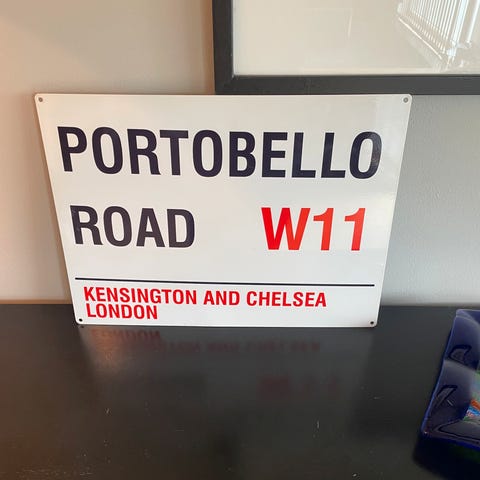 PORTOBELLO
ROAD W11
KENSINGTON AND CHELSEA
LONDON